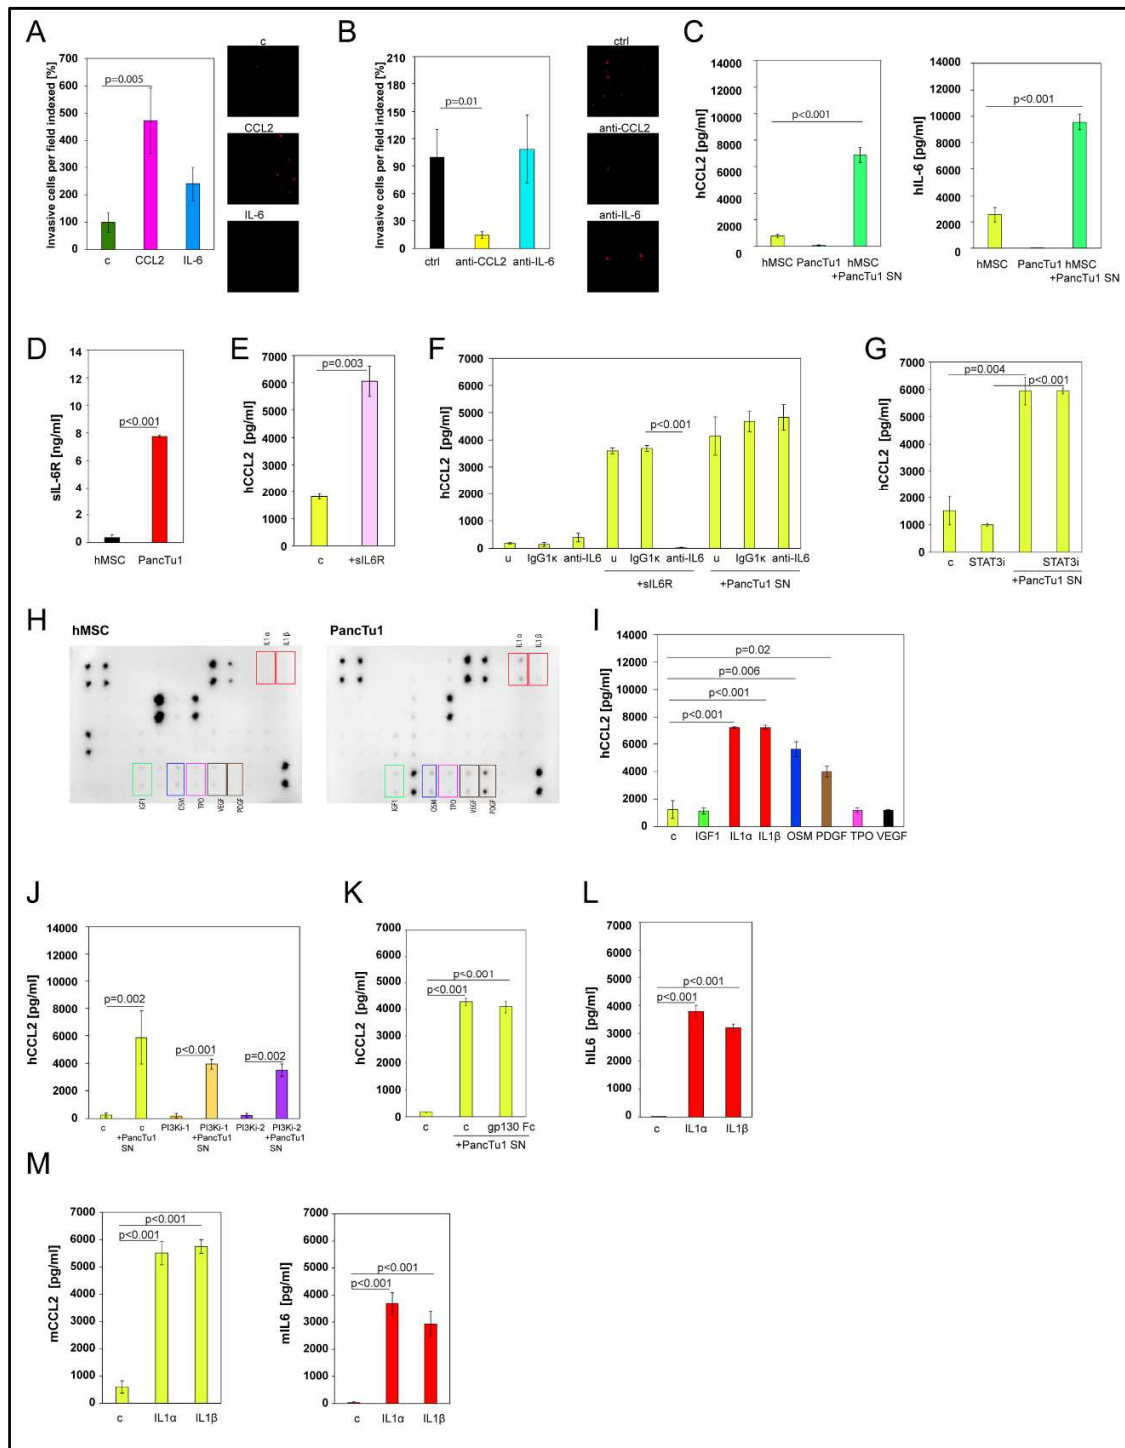 A
Invasive cells per field indexed [%]
700
600
500
400
300
200
100
0
p=0.005
c
CCL2
IL-6
c
CCL2
IL-6
B
Invasive cells per field indexed [%]
210
180
150
120
90
60
30
0
p=0.01
ctrl
anti-CCL2
anti-IL-6
ctrl
anti-CCL2
anti-IL-6
C
hCCL2 [pg/ml]
14000
12000
10000
8000
6000
4000
2000
0
p<0.001
hMSC PancTu1 hMSC
+PancTu1 SN
hIL-6 [pg/ml]
14000
12000
10000
8000
6000
4000
2000
0
p<0.001
hMSC PancTu1 hMSC
+PancTu1 SN
D
sIL-6R [ng/ml]
14
12
10
8
6
4
2
0
p<0.001
hMSC PancTu1
E
hCCL2 [pg/ml]
7000
6000
5000
4000
3000
2000
1000
0
p=0.003
c +sIL6R
F
hCCL2 [pg/ml]
7000
6000
5000
4000
3000
2000
1000
0
p<0.001
u IgG1κ anti-IL6 u IgG1κ anti-IL6 u IgG1κ anti-IL6
+sIL6R +PancTu1 SN
G
hCCL2 [pg/ml]
7000
6000
5000
4000
3000
2000
1000
0
p=0.004
p<0.001
c STAT3i STAT3i
+PancTu1 SN
H
hMSC
IL1α
IL1β
IGF1
OSM
TPO
VEGF
PDGF
PancTu1
IL1α
IL1β
IGF1
OSM
TPO
VEGF
PDGF
I
hCCL2 [pg/ml]
14000
12000
10000
8000
6000
4000
2000
0
p=0.02
p=0.006
p<0.001
p<0.001
c IGF1 IL1α IL1β OSM PDGF TPO VEGF
J
hCCL2 [pg/ml]
14000
12000
10000
8000
6000
4000
2000
0
p=0.002
p<0.001
p=0.002
c c PI3Ki-1 PI3Ki-1 PI3Ki-2 PI3Ki-2
+PancTu1 +PancTu1 +PancTu1
SN SN SN
K
hCCL2 [pg/ml]
7000
6000
5000
4000
3000
2000
1000
0
p<0.001
p<0.001
c c gp130 Fc
+PancTu1 SN
L
hIL6 [pg/ml]
7000
6000
5000
4000
3000
2000
1000
0
p<0.001
p<0.001
c IL1α IL1β
M
mCCL2 [pg/ml]
7000
6000
5000
4000
3000
2000
1000
0
p<0.001
p<0.001
c IL1α IL1β
mIL6 [pg/ml]
7000
6000
5000
4000
3000
2000
1000
0
p<0.001
p<0.001
c IL1α IL1β